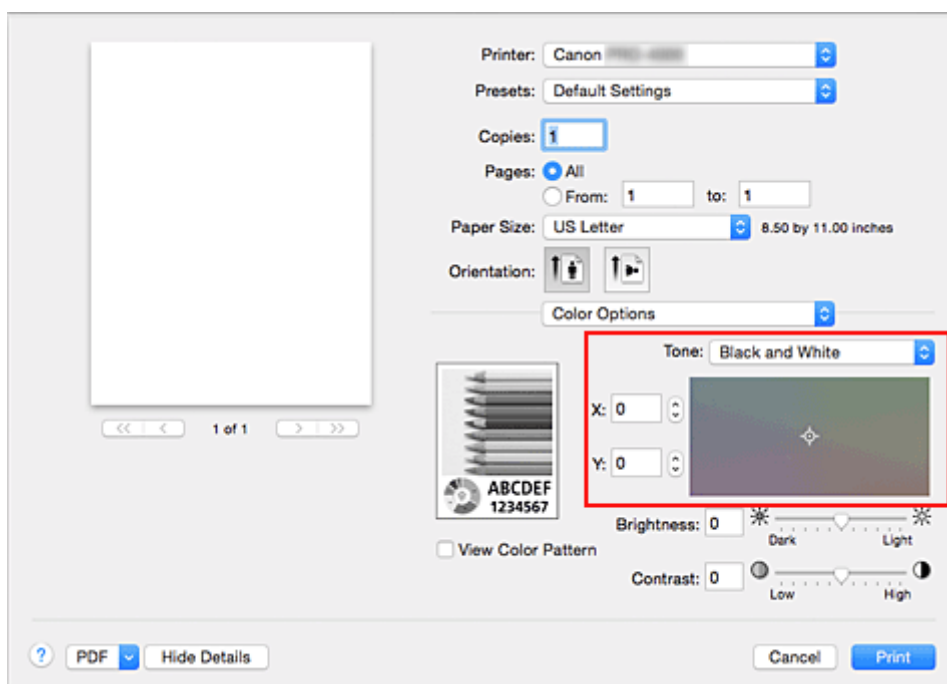 Printer: Canon
Presets: Default Settings
Copies: 1
Pages: All
From: 1 to: 1
Paper Size: US Letter 8.50 by 11.00 inches
Orientation:
Color Options
Tone: Black and White
X: 0
Y: 0
1 of 1
ABCDEF
1234567
View Color Pattern
Brightness: 0
Dark Light
Contrast: 0
Low High
? PDF Hide Details Cancel Print